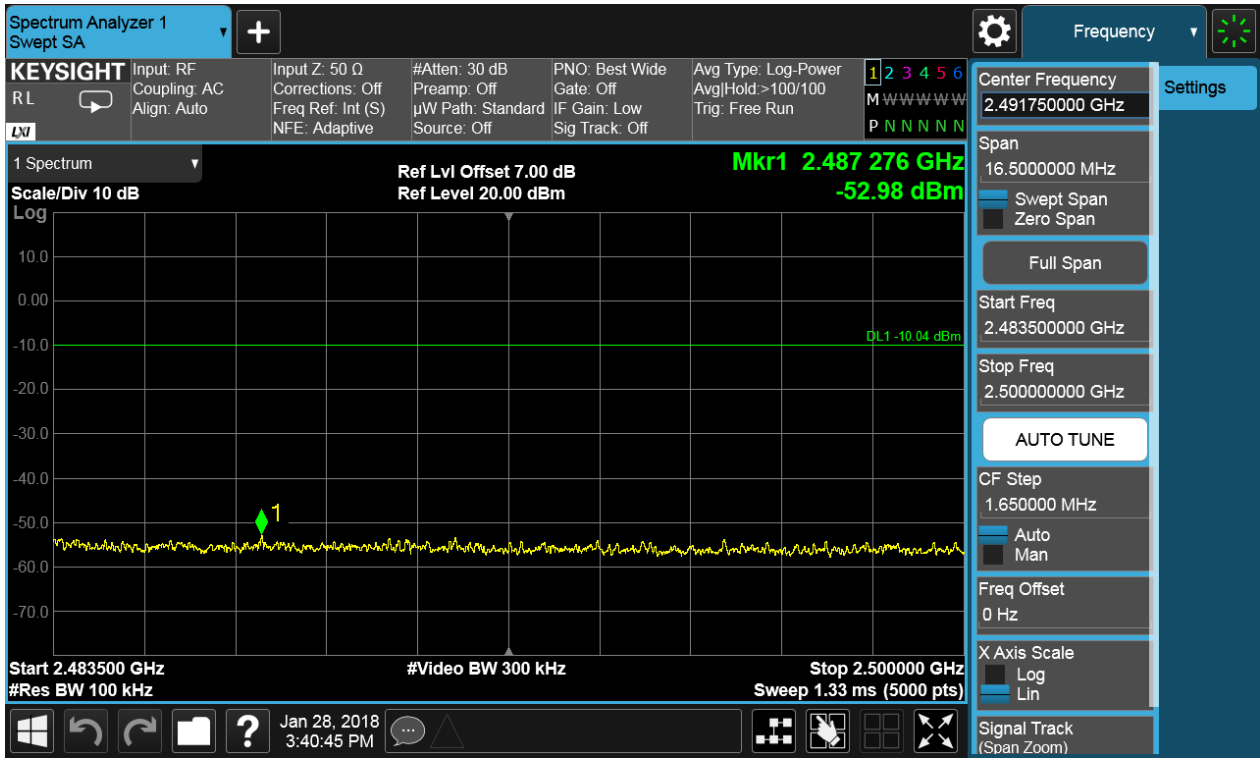 Spectrum Analyzer 1
Swept SA
+
Frequency
KEYSIGHT
RL
LXI
Input: RF
Coupling: AC
Align: Auto
Input Z: 50 Ω
Corrections: Off
Freq Ref: Int (S)
NFE: Adaptive
#Atten: 30 dB
Preamp: Off
µW Path: Standard
Source: Off
PNO: Best Wide
Gate: Off
IF Gain: Low
Sig Track: Off
Avg Type: Log-Power
Avg|Hold:>100/100
Trig: Free Run
1 2 3 4 5 6
M W W W W W
P N N N N N
1 Spectrum
Scale/Div 10 dB
Log
Ref Lvl Offset 7.00 dB
Ref Level 20.00 dBm
Mkr1 2.487 276 GHz
-52.98 dBm
10.0
0.00
-10.0
-20.0
-30.0
-40.0
-50.0
-60.0
-70.0
DL1 -10.04 dBm
1
Start 2.483500 GHz
#Res BW 100 kHz
#Video BW 300 kHz
Stop 2.500000 GHz
Sweep 1.33 ms (5000 pts)
Center Frequency
2.491750000 GHz
Span
16.5000000 MHz
Swept Span
Zero Span
Full Span
Start Freq
2.483500000 GHz
Stop Freq
2.500000000 GHz
AUTO TUNE
CF Step
1.650000 MHz
Auto
Man
Freq Offset
0 Hz
X Axis Scale
Log
Lin
Signal Track
(Span Zoom)
Settings
?
Jan 28, 2018
3:40:45 PM